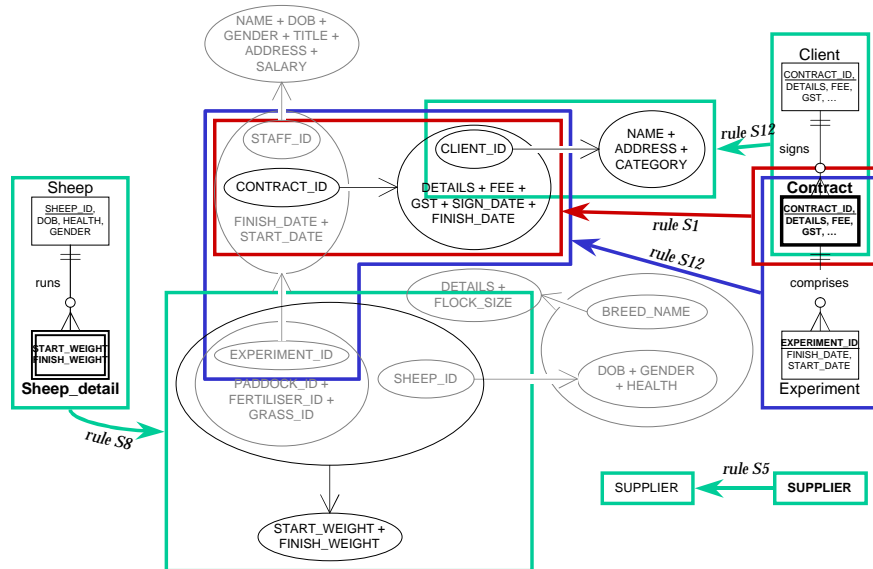 NAME + DOB +
GENDER + TITLE +
ADDRESS +
SALARY
STAFF_ID
CONTRACT_ID
FINISH_DATE +
START_DATE
CLIENT_ID
DETAILS + FEE +
GST + SIGN_DATE +
FINISH_DATE
NAME +
ADDRESS +
CATEGORY
rule S12
Client
CONTRACT_ID,
DETAILS, FEE,
GST, ...
signs
Contract
CONTRACT_ID,
DETAILS, FEE,
GST, ...
comprises
EXPERIMENT_ID
FINISH_DATE,
START_DATE
Experiment
rule S1
rule S12
Sheep
SHEEP_ID,
DOB, HEALTH,
GENDER
runs
START_WEIGHT
FINISH_WEIGHT
Sheep_detail
rule S8
DETAILS +
FLOCK_SIZE
BREED_NAME
EXPERIMENT_ID
PADDOCK_ID +
FERTILISER_ID +
GRASS_ID
SHEEP_ID
DOB + GENDER
+ HEALTH
START_WEIGHT +
FINISH_WEIGHT
SUPPLIER
rule S5
SUPPLIER